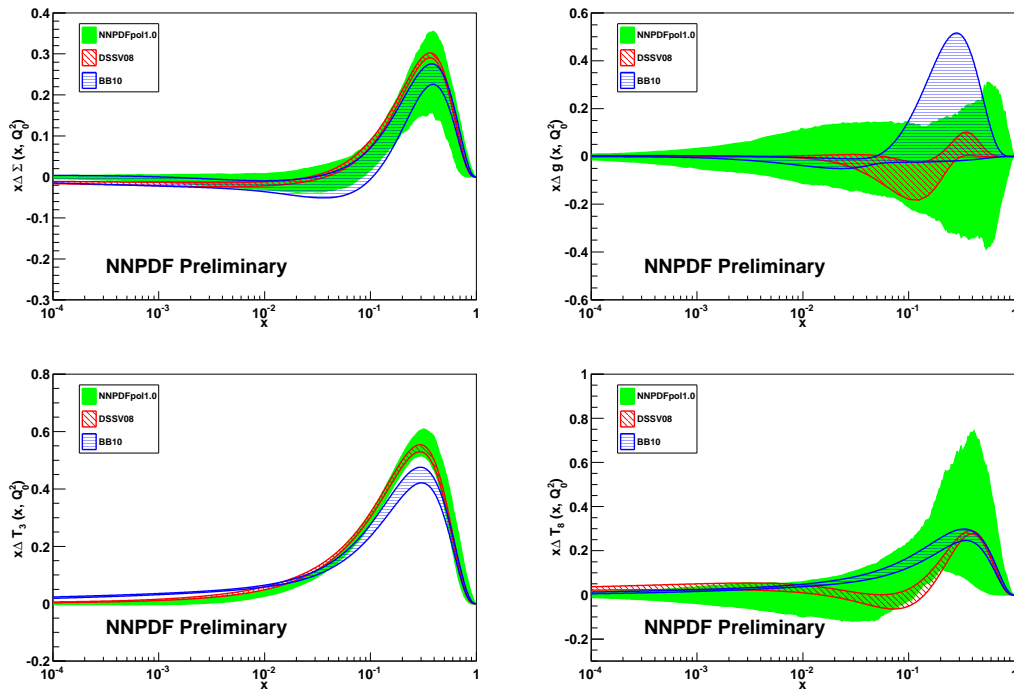 x Δ Σ (x, Q₀²)
0.4
0.3
0.2
0.1
0
-0.1
-0.2
-0.3
NNPDFpol1.0
DSSV08
BB10
NNPDF Preliminary
10⁻⁴
10⁻³
10⁻²
10⁻¹
1
x
x Δ g (x, Q₀²)
0.6
0.4
0.2
0
-0.2
-0.4
-0.6
NNPDFpol1.0
DSSV08
BB10
NNPDF Preliminary
10⁻⁴
10⁻³
10⁻²
10⁻¹
1
x
x Δ T₃ (x, Q₀²)
0.8
0.6
0.4
0.2
0
-0.2
NNPDFpol1.0
DSSV08
BB10
NNPDF Preliminary
10⁻⁴
10⁻³
10⁻²
10⁻¹
1
x
x Δ T₈ (x, Q₀²)
1
0.8
0.6
0.4
0.2
0
-0.2
NNPDFpol1.0
DSSV08
BB10
NNPDF Preliminary
10⁻⁴
10⁻³
10⁻²
10⁻¹
1
x